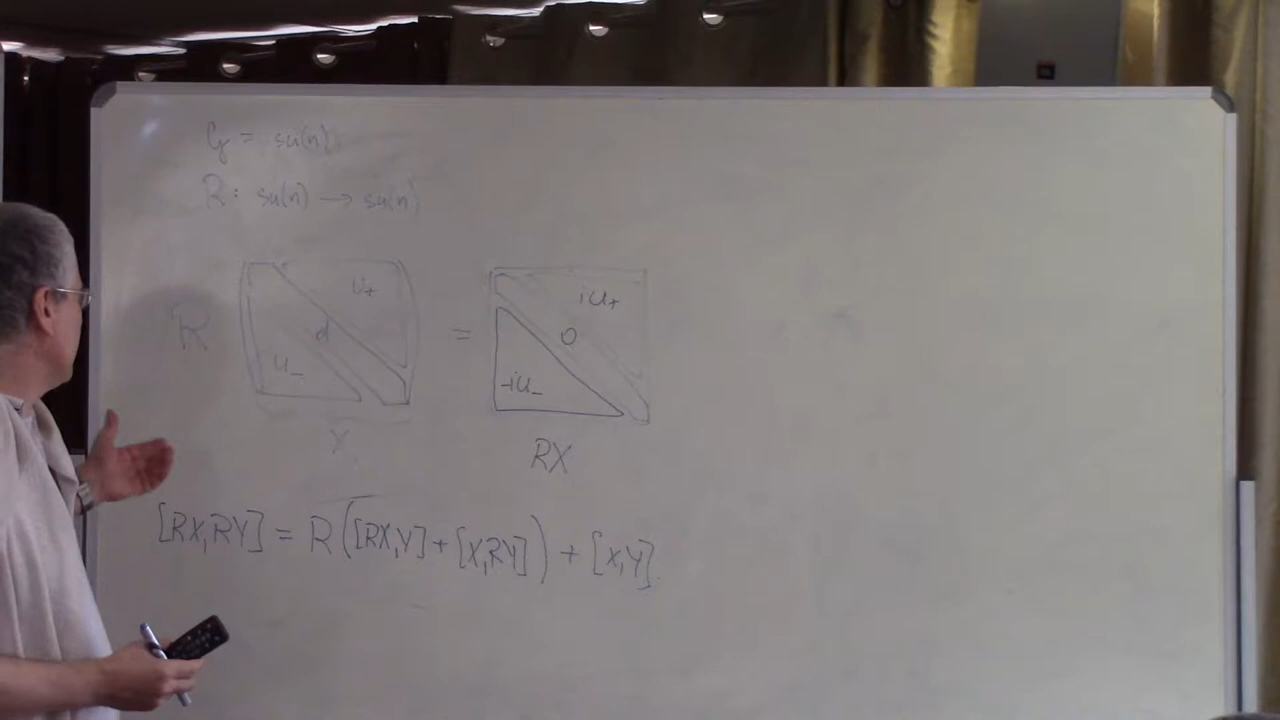 G = su(n)
R: su(n) → su(n)
R u₊ d u₋ = iu₊ 0 -iu₋
X RX
[RX,RY] = R([RX,Y] + [X,RY]) + [X,Y].